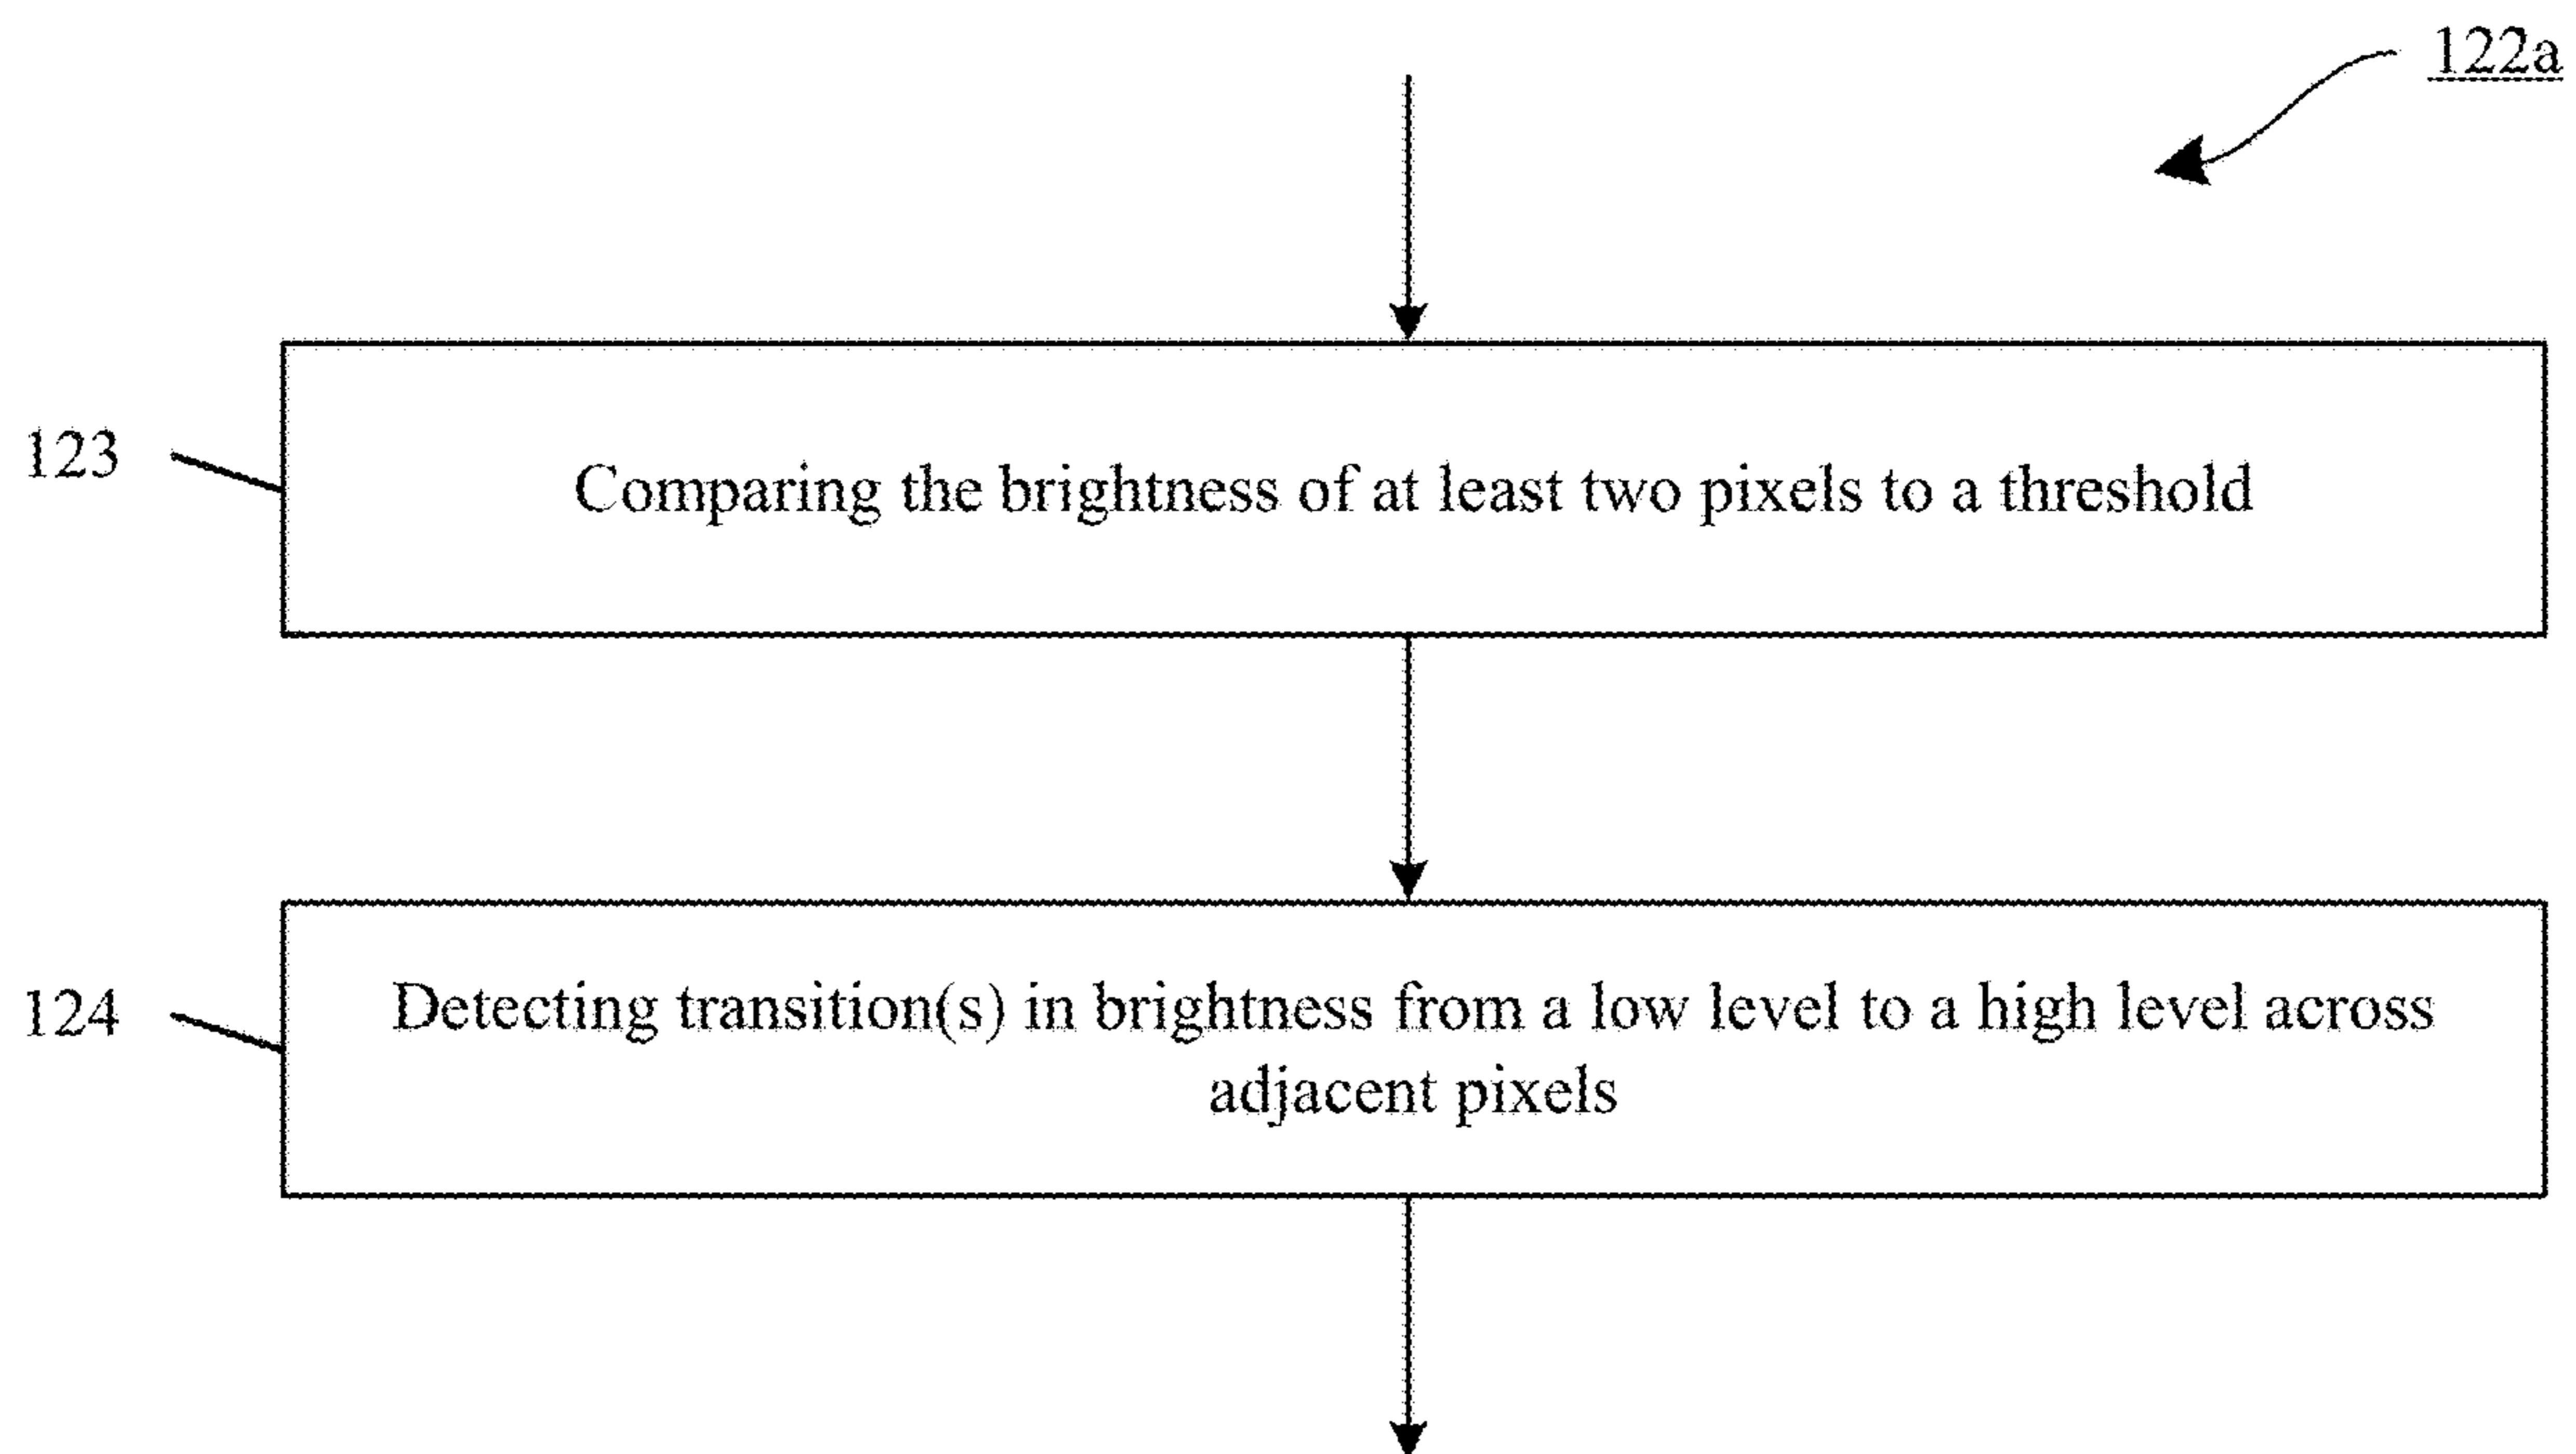 122a
123
Comparing the brightness of at least two pixels to a threshold
124
Detecting transition(s) in brightness from a low level to a high level across
adjacent pixels